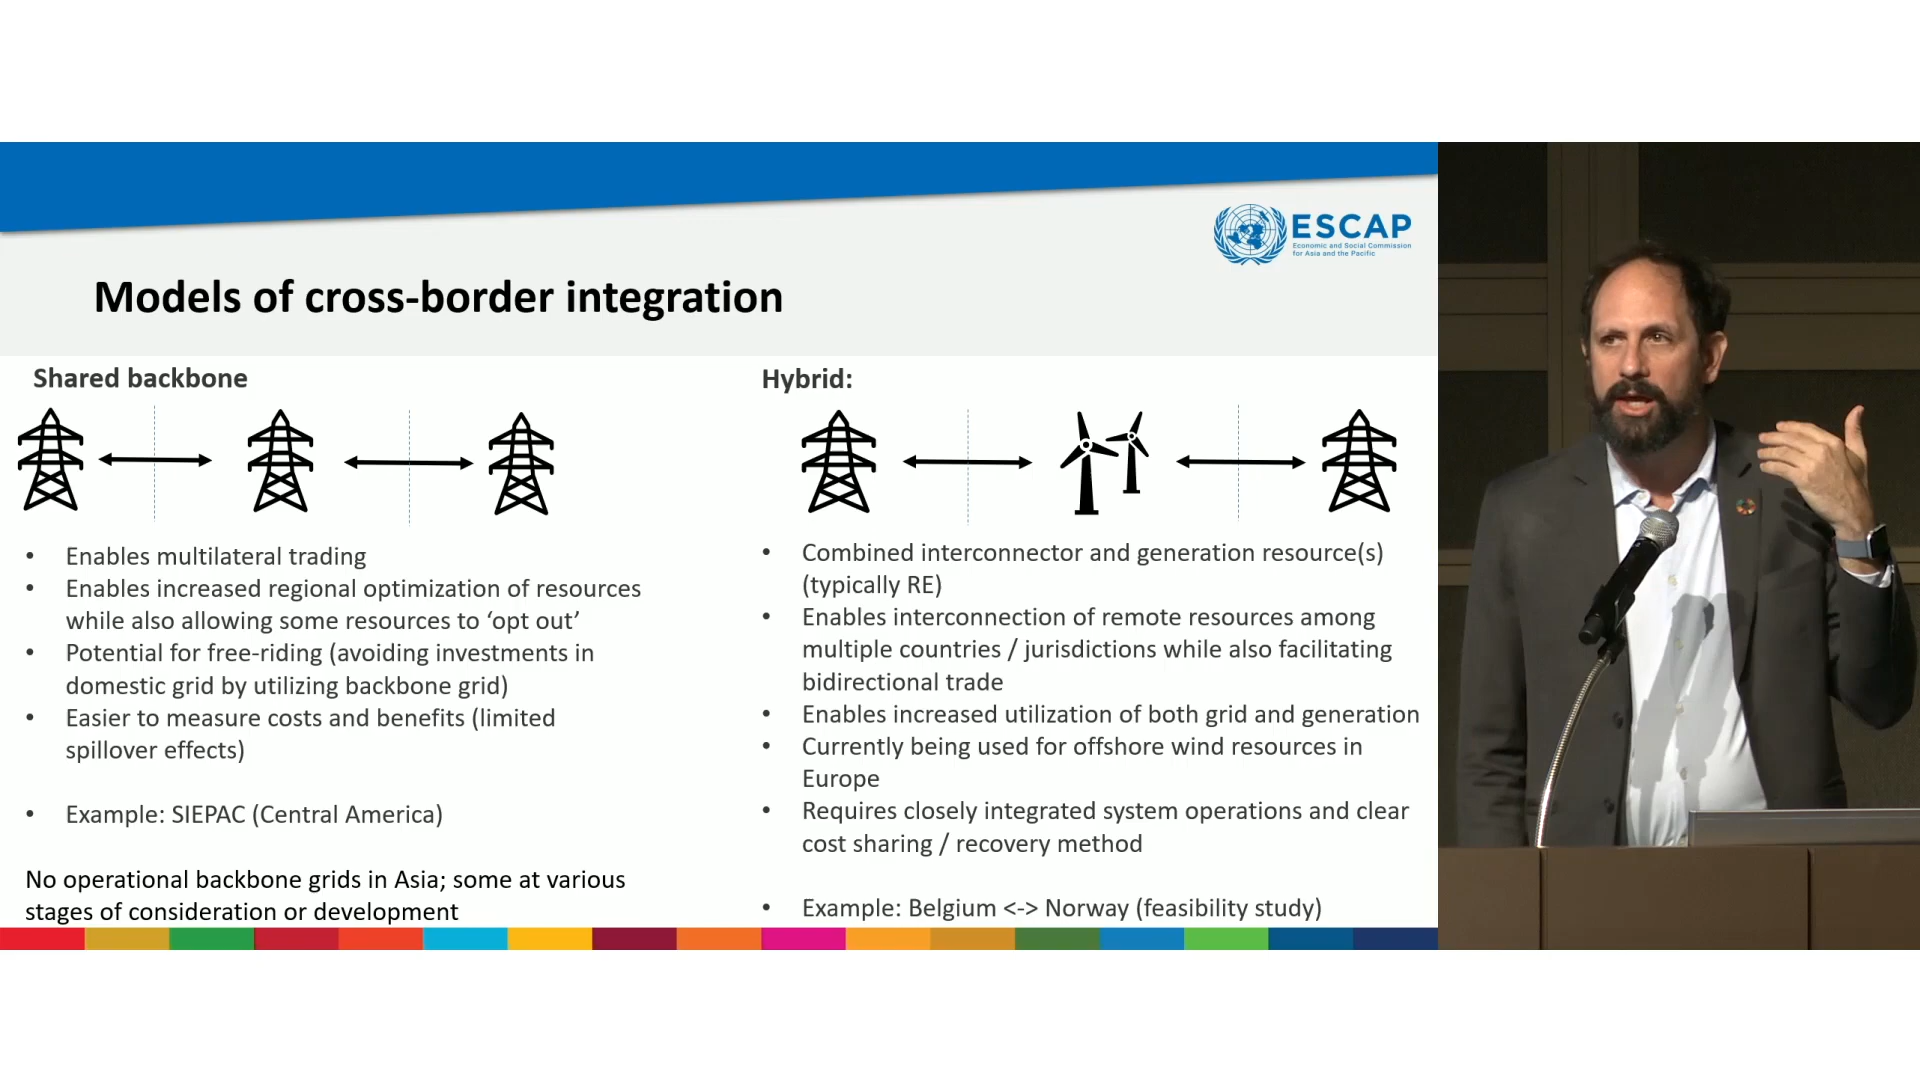 ESCAP
Economic and Social Commission
for Asia and the Pacific
Models of cross-border integration
Shared backbone
• Enables multilateral trading
• Enables increased regional optimization of resources
while also allowing some resources to ‘opt out’
• Potential for free-riding (avoiding investments in
domestic grid by utilizing backbone grid)
• Easier to measure costs and benefits (limited
spillover effects)
• Example: SIEPAC (Central America)
No operational backbone grids in Asia; some at various
stages of consideration or development
Hybrid:
• Combined interconnector and generation resource(s)
(typically RE)
• Enables interconnection of remote resources among
multiple countries / jurisdictions while also facilitating
bidirectional trade
• Enables increased utilization of both grid and generation
• Currently being used for offshore wind resources in
Europe
• Requires closely integrated system operations and clear
cost sharing / recovery method
• Example: Belgium <-> Norway (feasibility study)